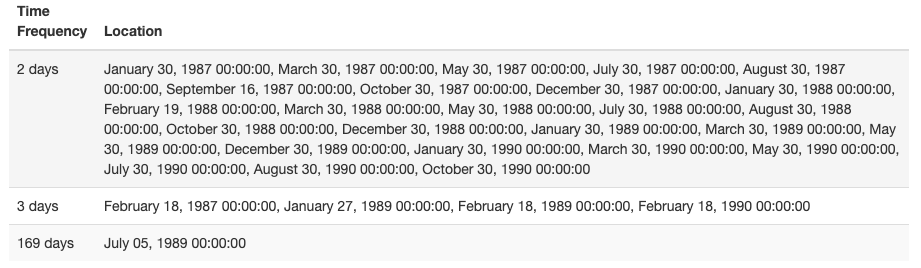 Time
Frequency Location
2 days January 30, 1987 00:00:00, March 30, 1987 00:00:00, May 30, 1987 00:00:00, July 30, 1987 00:00:00, August 30, 1987
00:00:00, September 16, 1987 00:00:00, October 30, 1987 00:00:00, December 30, 1987 00:00:00, January 30, 1988 00:00:00,
February 19, 1988 00:00:00, March 30, 1988 00:00:00, May 30, 1988 00:00:00, July 30, 1988 00:00:00, August 30, 1988
00:00:00, October 30, 1988 00:00:00, December 30, 1988 00:00:00, January 30, 1989 00:00:00, March 30, 1989 00:00:00, May
30, 1989 00:00:00, December 30, 1989 00:00:00, January 30, 1990 00:00:00, March 30, 1990 00:00:00, May 30, 1990 00:00:00,
July 30, 1990 00:00:00, August 30, 1990 00:00:00, October 30, 1990 00:00:00
3 days February 18, 1987 00:00:00, January 27, 1989 00:00:00, February 18, 1989 00:00:00, February 18, 1990 00:00:00
169 days July 05, 1989 00:00:00